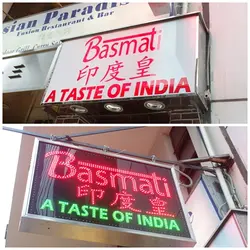 sian Paradis
Fusion Restaurant & Bar
Basmati
印度皇
A TASTE OF INDIA
Basmati
印度皇
A TASTE OF INDIA